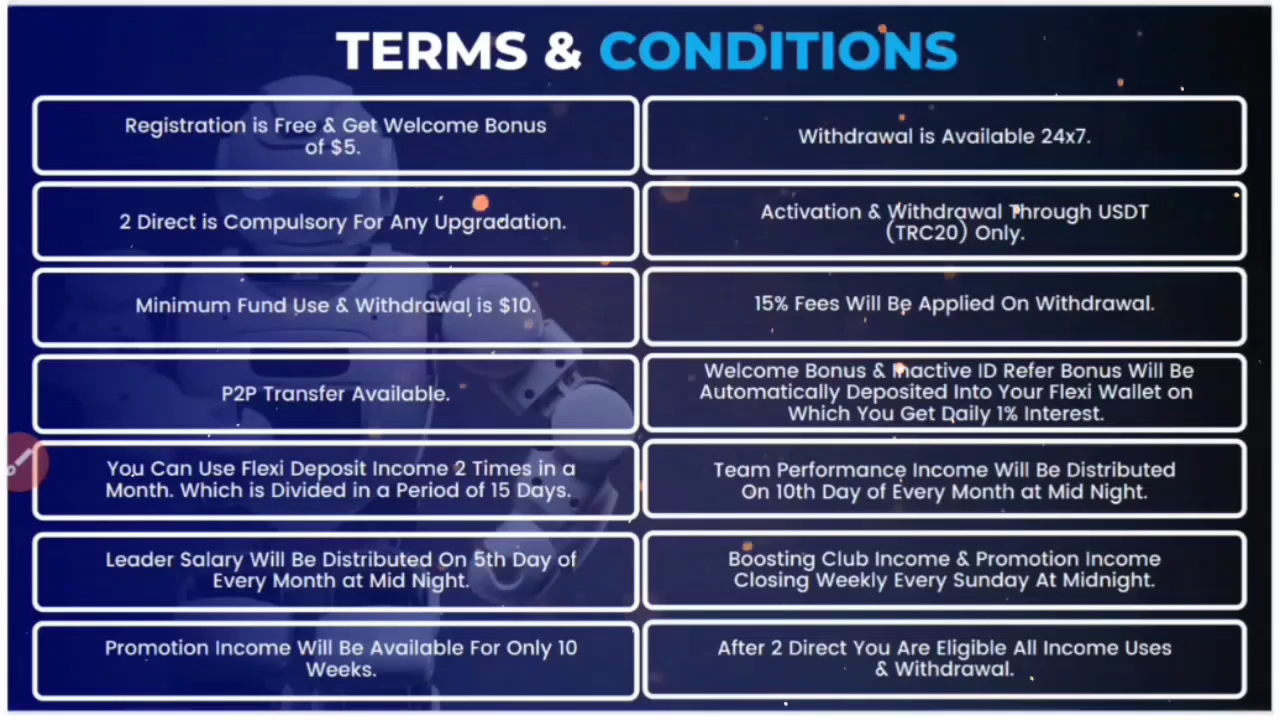 TERMS & CONDITIONS
Registration is Free & Get Welcome Bonus
of $5.
Withdrawal is Available 24x7.
2 Direct is Compulsory For Any Upgradation.
Activation & Withdrawal Through USDT
(TRC20) Only.
Minimum Fund Use & Withdrawal is $10.
15% Fees Will Be Applied On Withdrawal.
P2P Transfer Available.
Welcome Bonus & Inactive ID Refer Bonus Will Be
Automatically Deposited Into Your Flexi Wallet on
Which You Get Daily 1% Interest.
You Can Use Flexi Deposit Income 2 Times in a
Month. Which is Divided in a Period of 15 Days.
Team Performance Income Will Be Distributed
On 10th Day of Every Month at Mid Night.
Leader Salary Will Be Distributed On 5th Day of
Every Month at Mid Night.
Boosting Club Income & Promotion Income
Closing Weekly Every Sunday At Midnight.
Promotion Income Will Be Available For Only 10
Weeks.
After 2 Direct You Are Eligible All Income Uses
& Withdrawal.